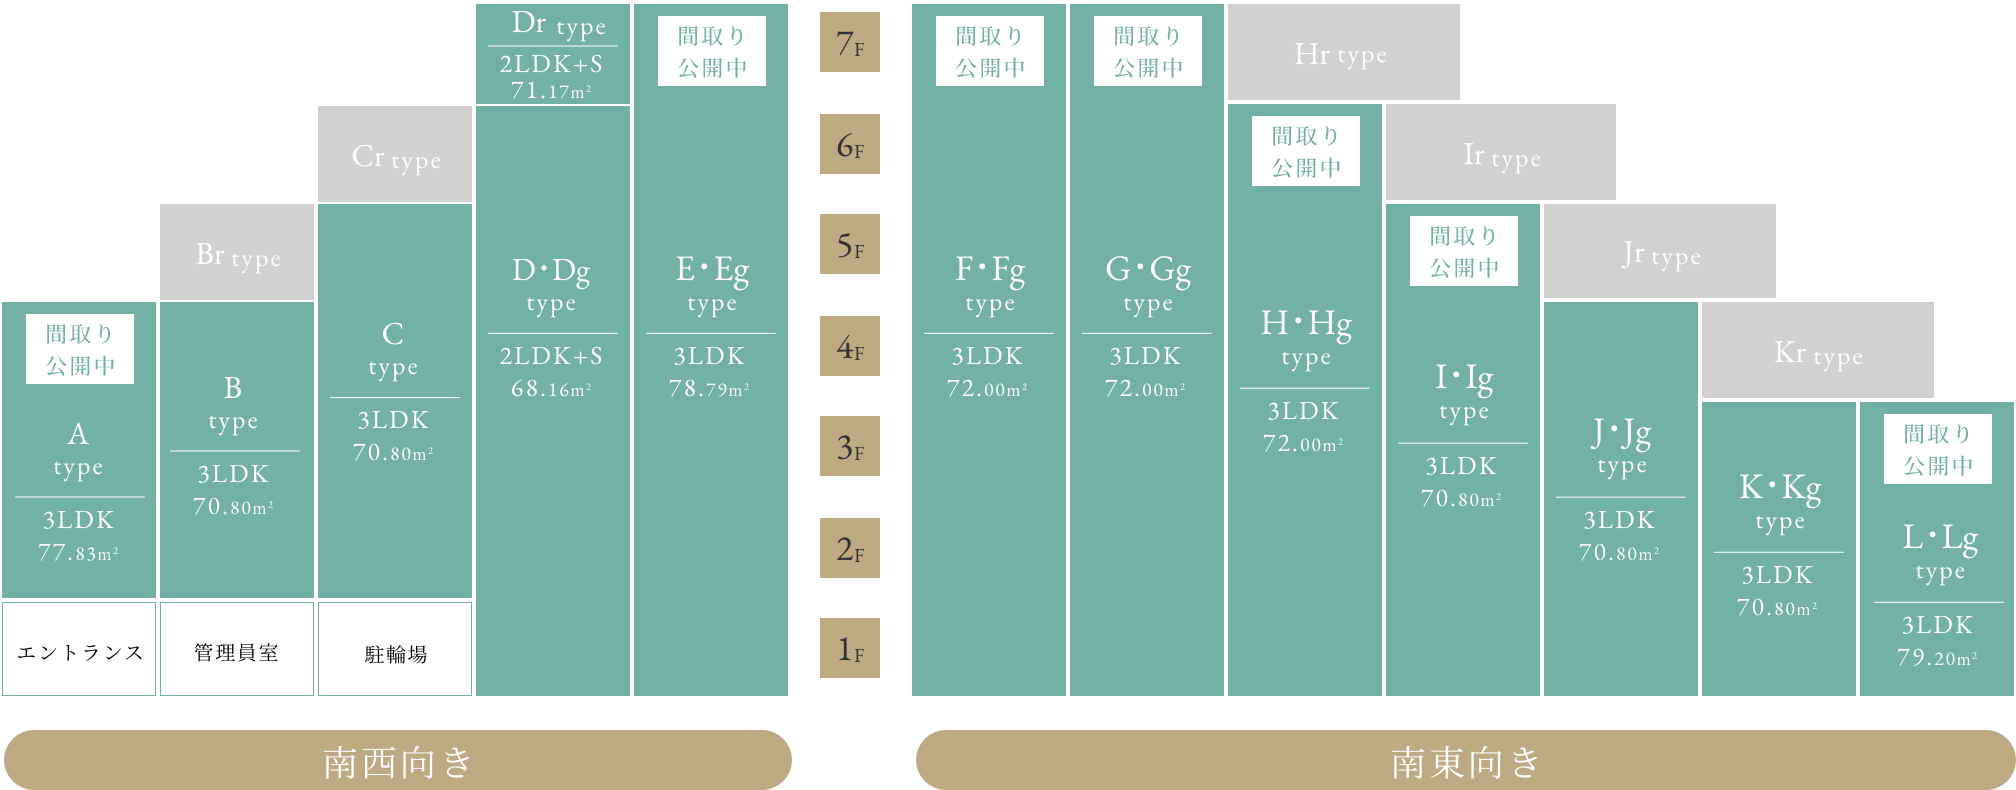 Dr type
2LDK+S
71.17m²
間取り
公開中
7F
間取り
公開中
間取り
公開中
Hr type
Cr type
6F
間取り
公開中
Ir type
Br type
5F
間取り
公開中
Jr type
間取り
公開中
A
type
3LDK
77.83m²
B
type
3LDK
70.80m²
C
type
3LDK
70.80m²
D・Dg
type
2LDK+S
68.16m²
E・Eg
type
3LDK
78.79m²
4F
3F
2F
1F
F・Fg
type
3LDK
72.00m²
G・Gg
type
3LDK
72.00m²
H・Hg
type
3LDK
72.00m²
I・Ig
type
3LDK
70.80m²
J・Jg
type
3LDK
70.80m²
Kr type
K・Kg
type
3LDK
70.80m²
間取り
公開中
L・Lg
type
3LDK
79.20m²
エントランス
管理員室
駐輪場
南西向き
南東向き